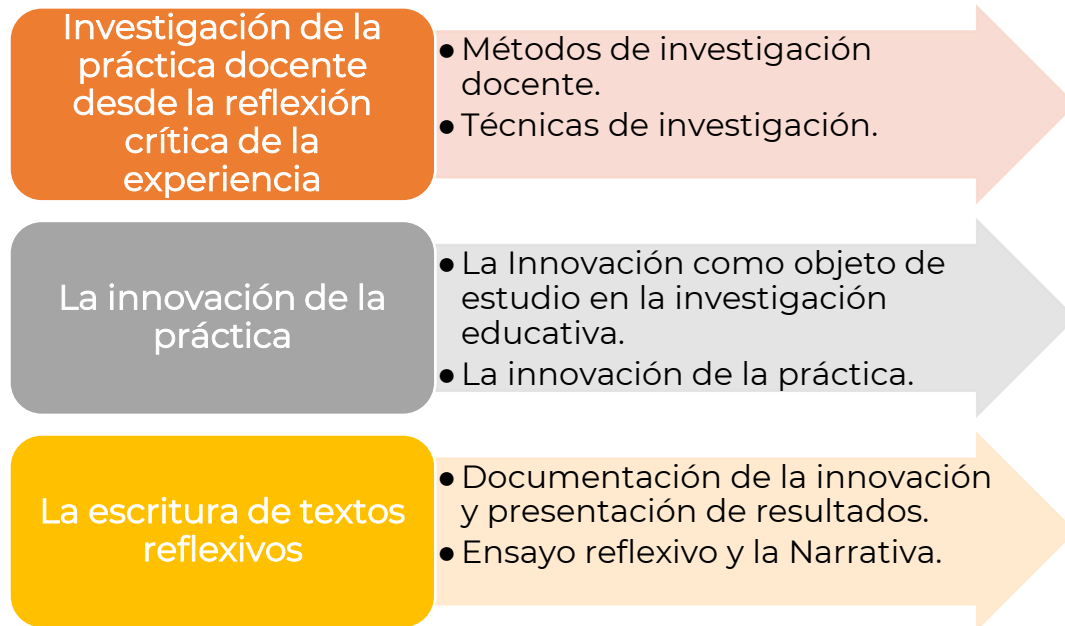 Investigación de la
práctica docente
desde la reflexión
crítica de la
experiencia
● Métodos de investigación
docente.
● Técnicas de investigación.
La innovación de la
práctica
● La Innovación como objeto de
estudio en la investigación
educativa.
● La innovación de la práctica.
La escritura de textos
reflexivos
● Documentación de la innovación
y presentación de resultados.
● Ensayo reflexivo y la Narrativa.